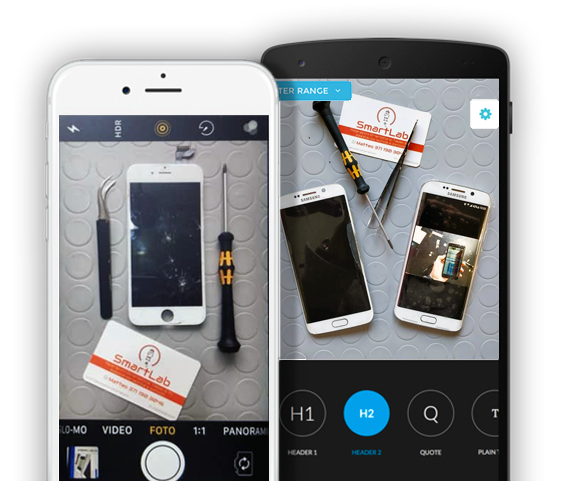 HDR
SmartLab
SLO-MO VIDEO FOTO 1:1 PANORAM
TER RANGE
SmartLab
SAMSUNG
SAMSUNG
H1
H2
Q
T
HEADER 1
HEADER 2
QUOTE
PLAIN T